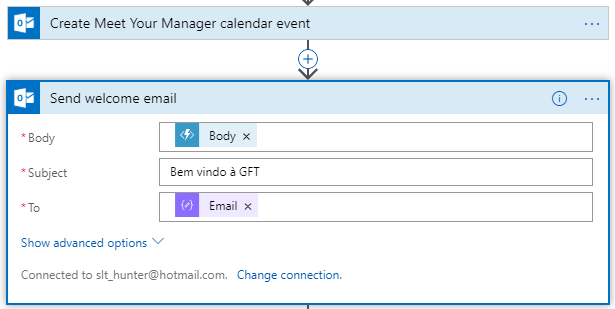 Create Meet Your Manager calendar event
Send welcome email
* Body Body ×
* Subject Bem vindo à GFT
* To Email ×
Show advanced options
Connected to slt_hunter@hotmail.com. Change connection.